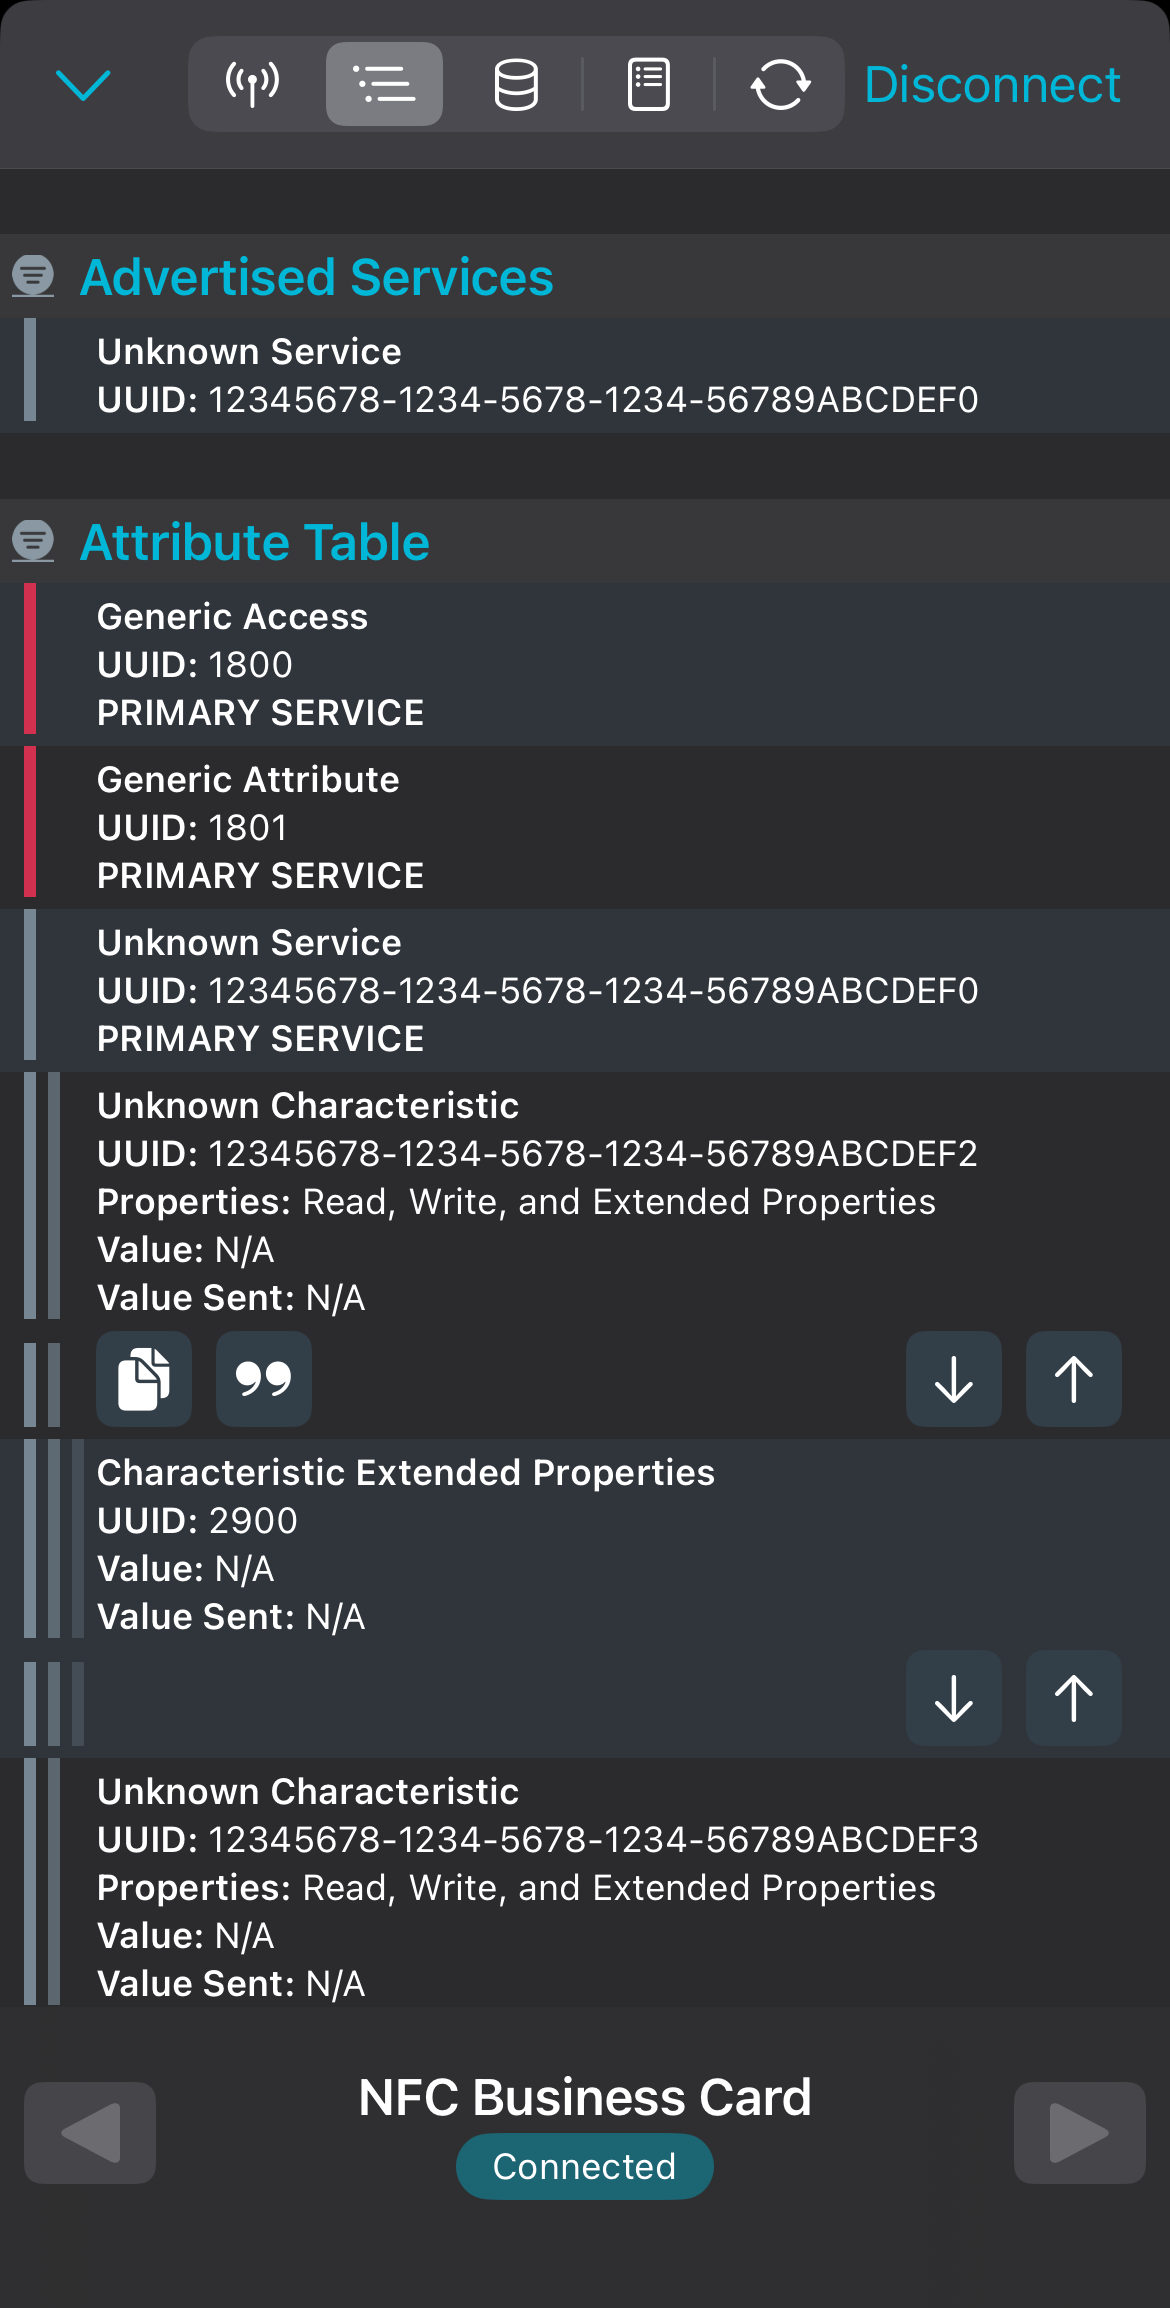 Disconnect
Advertised Services
Unknown Service
UUID: 12345678-1234-5678-1234-56789ABCDEF0
Attribute Table
Generic Access
UUID: 1800
PRIMARY SERVICE
Generic Attribute
UUID: 1801
PRIMARY SERVICE
Unknown Service
UUID: 12345678-1234-5678-1234-56789ABCDEF0
PRIMARY SERVICE
Unknown Characteristic
UUID: 12345678-1234-5678-1234-56789ABCDEF2
Properties: Read, Write, and Extended Properties
Value: N/A
Value Sent: N/A
Characteristic Extended Properties
UUID: 2900
Value: N/A
Value Sent: N/A
Unknown Characteristic
UUID: 12345678-1234-5678-1234-56789ABCDEF3
Properties: Read, Write, and Extended Properties
Value: N/A
Value Sent: N/A
NFC Business Card
Connected